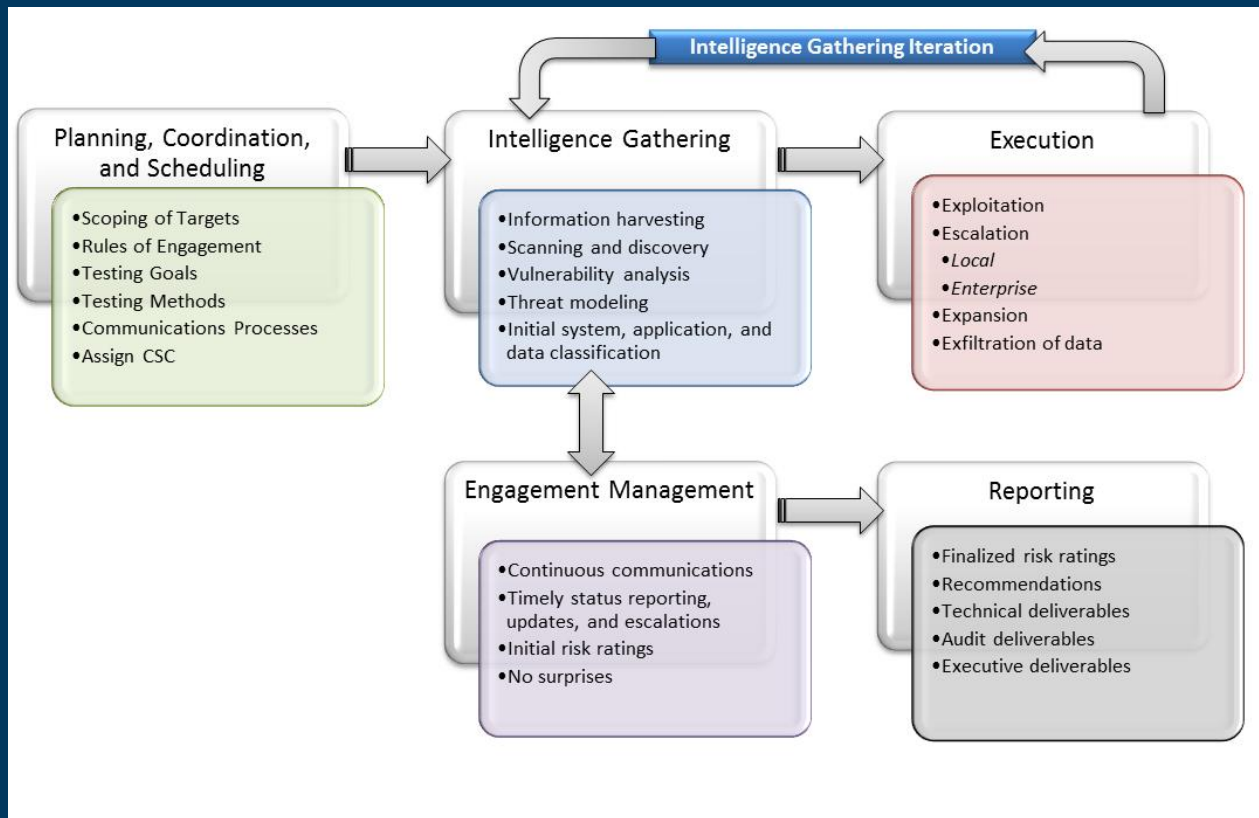 Intelligence Gathering Iteration
Planning, Coordination,
and Scheduling
•Scoping of Targets
•Rules of Engagement
•Testing Goals
•Testing Methods
•Communications Processes
•Assign CSC
Intelligence Gathering
•Information harvesting
•Scanning and discovery
•Vulnerability analysis
•Threat modeling
•Initial system, application, and
data classification
Execution
•Exploitation
•Escalation
•Local
•Enterprise
•Expansion
•Exfiltration of data
Engagement Management
•Continuous communications
•Timely status reporting,
updates, and escalations
•Initial risk ratings
•No surprises
Reporting
•Finalized risk ratings
•Recommendations
•Technical deliverables
•Audit deliverables
•Executive deliverables